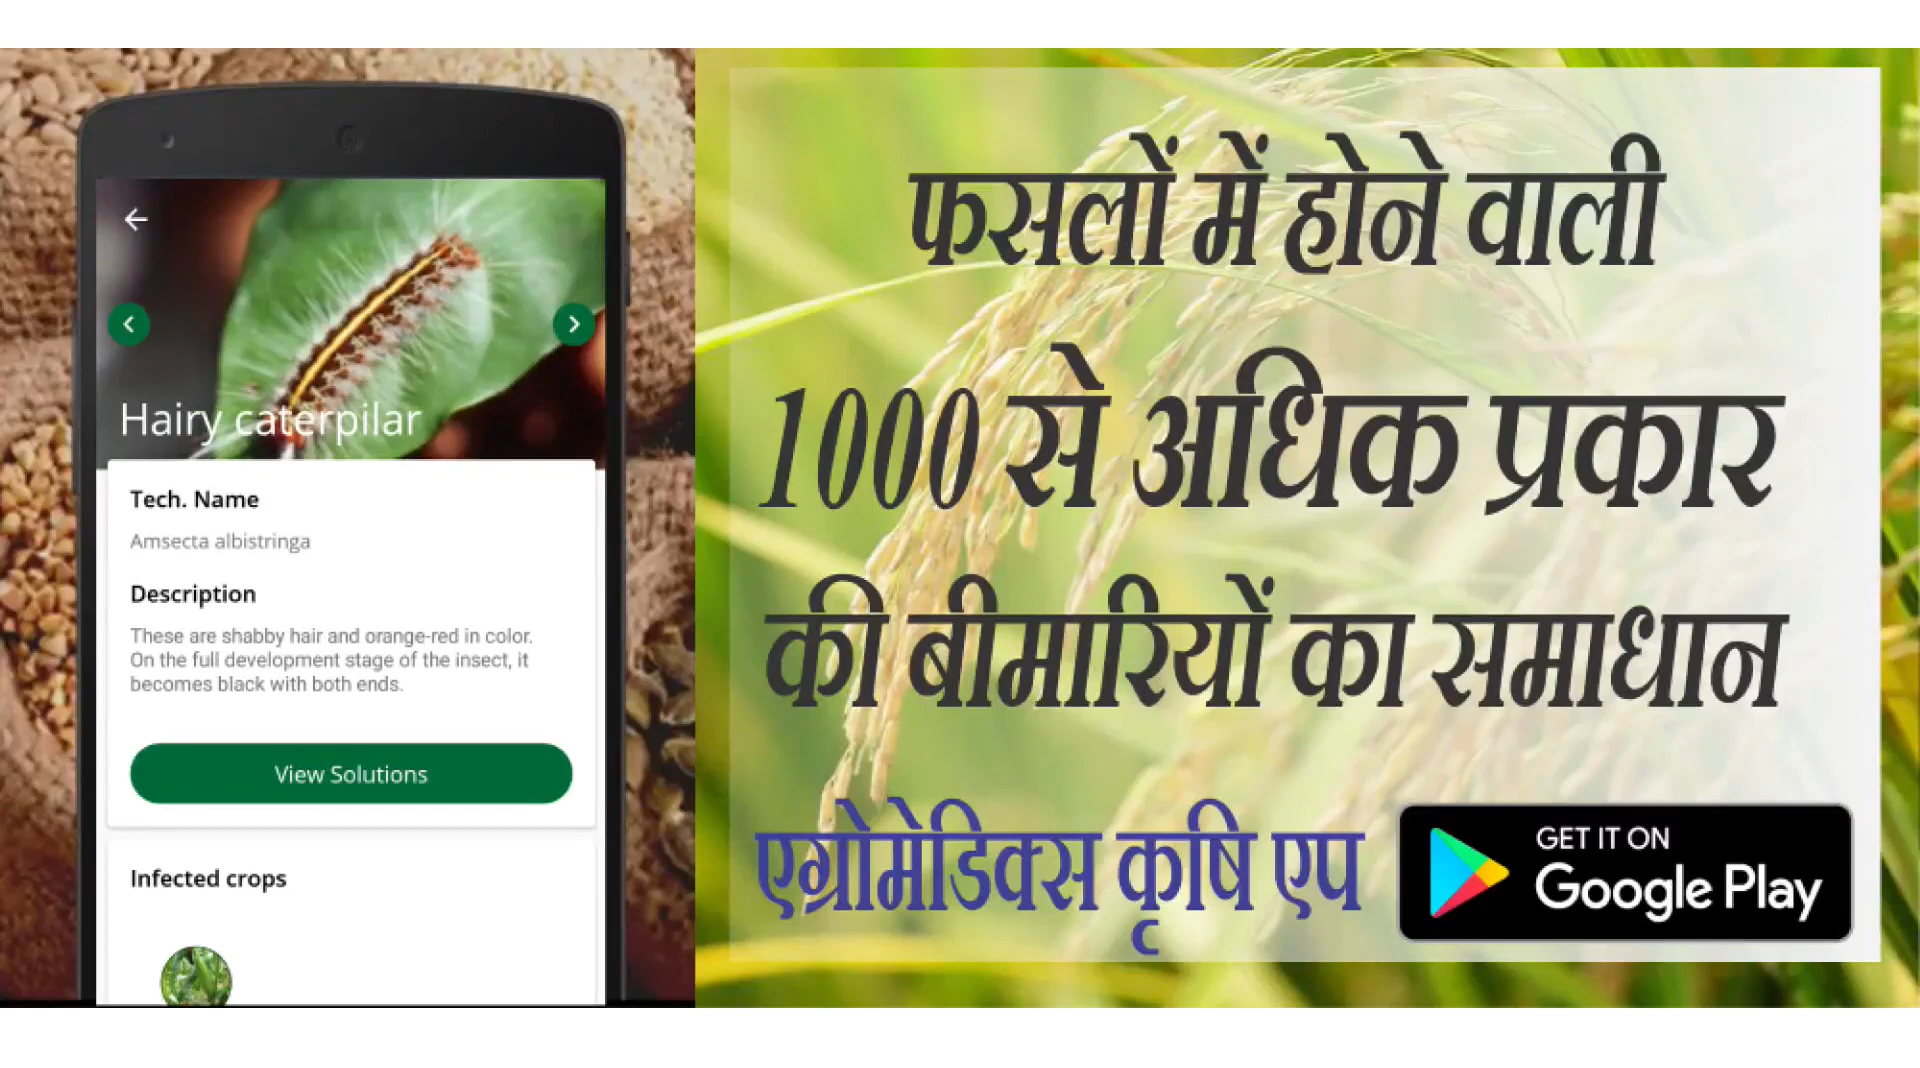 Hairy caterpilar
Tech. Name
Amsecta albistringa
Description
These are shabby hair and orange-red in color.
On the full development stage of the insect, it
becomes black with both ends.
View Solutions
Infected crops
फसलों में होने वाली
1000 से अधिक प्रकार
की बीमारियों का समाधान
एग्रोमेडिक्स कृषि एप
GET IT ON
Google Play